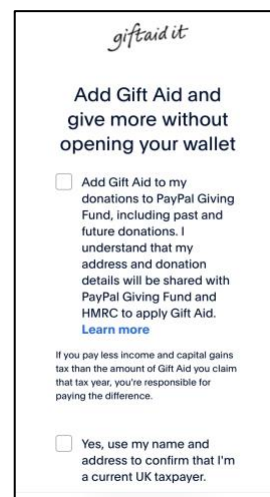 giftaid it
Add Gift Aid and
give more without
opening your wallet
Add Gift Aid to my
donations to PayPal Giving
Fund, including past and
future donations. I
understand that my
address and donation
details will be shared with
PayPal Giving Fund and
HMRC to apply Gift Aid.
Learn more
If you pay less income and capital gains
tax than the amount of Gift Aid you claim
that tax year, you're responsible for
paying the difference.
Yes, use my name and
address to confirm that I'm
a current UK taxpayer.